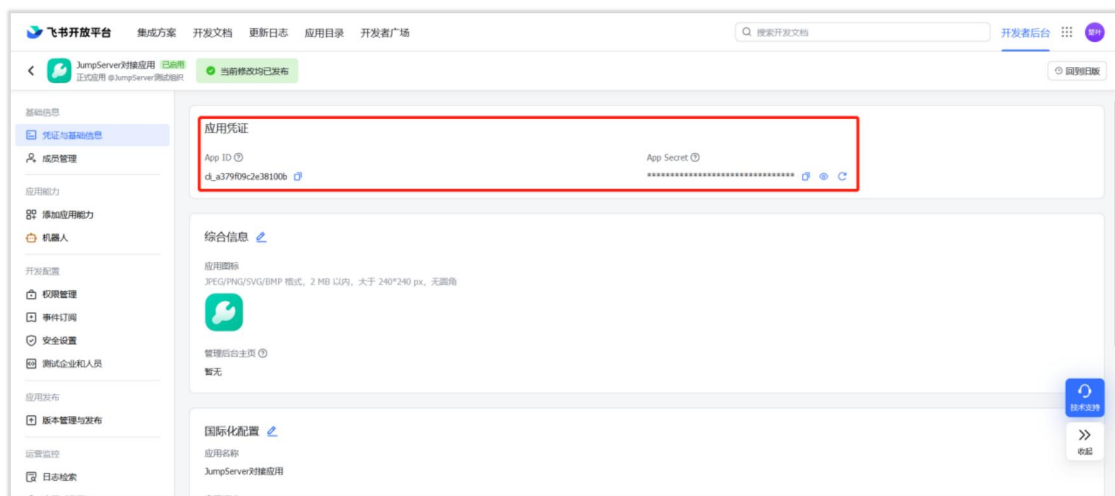 飞书开放平台 集成方案 开发文档 更新日志 应用目录 开发者广场 搜索开发文档 开发者后台 楚叶
JumpServer对接应用 已启用 当前修改均已发布 回到旧版
正式应用 @JumpServer测试组织
基础信息
凭证与基础信息
成员管理
应用能力
添加应用能力
机器人
开发配置
权限管理
事件订阅
安全设置
测试企业和人员
应用发布
版本管理与发布
运营监控
日志检索
应用凭证
App ID App Secret
cli_a379f09c2e38100b ********************************
综合信息
应用图标
JPEG/PNG/SVG/BMP 格式，2 MB 以内，大于 240*240 px，无圆角
管理后台主页
暂无
国际化配置
应用名称
JumpServer对接应用
技术支持
收起